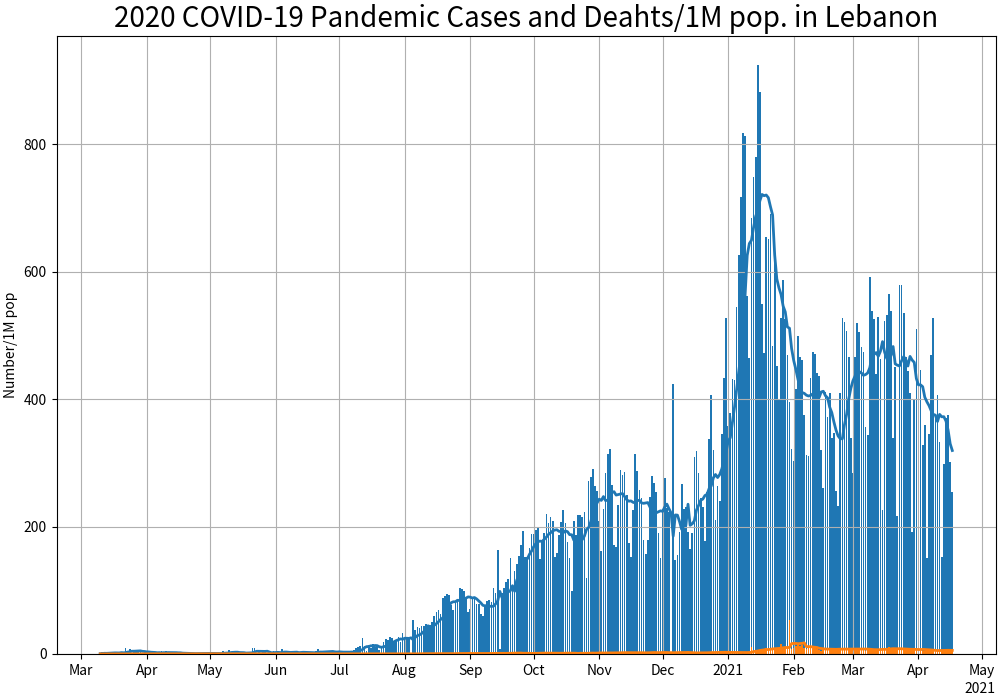 2020 COVID-19 Pandemic Cases and Deahts/1M pop. in Lebanon
Number/1M pop
800
600
400
200
0
Mar Apr May Jun Jul Aug Sep Oct Nov Dec 2021 Feb Mar Apr May
2021